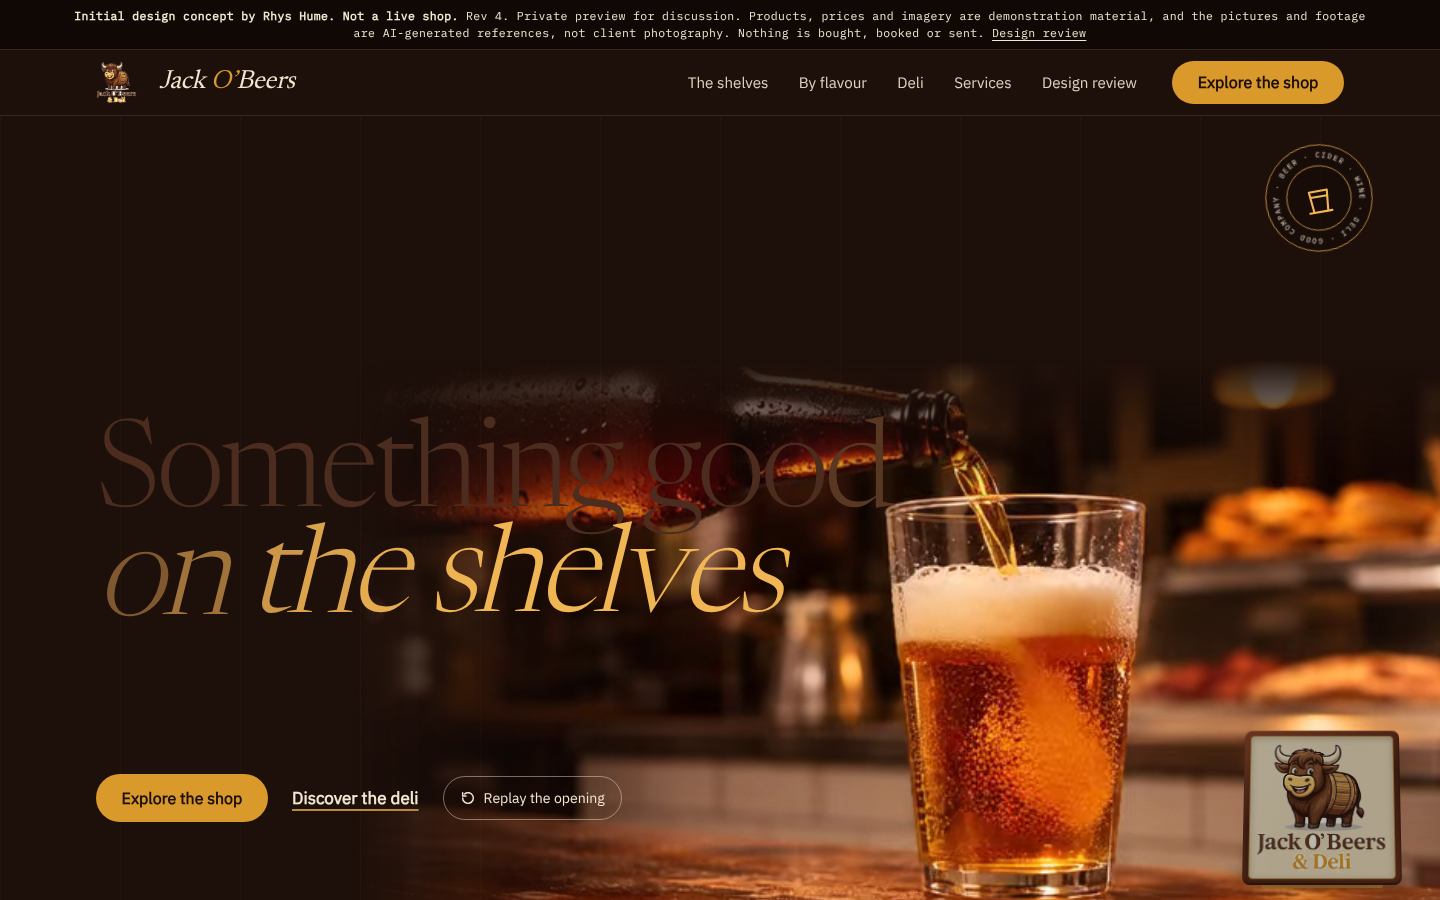 Initial design concept by Rhys Hume. Not a live shop. Rev 4. Private preview for discussion. Products, prices and imagery are demonstration material, and the pictures and footage
are AI-generated references, not client photography. Nothing is bought, booked or sent. Design review
Jack O'Beers
& Deli
Jack O’Beers
The shelves
By flavour
Deli
Services
Design review
Explore the shop
BEER · CIDER · WINE · DELI · GOOD COMPANY ·
Something good
on the shelves
Explore the shop
Discover the deli
Replay the opening
Jack O’Beers
& Deli